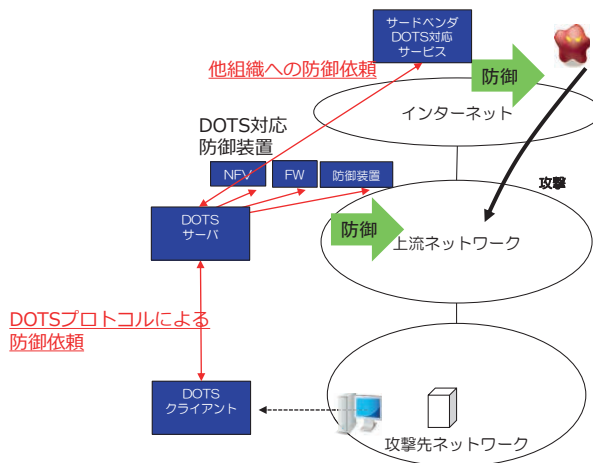 サードベンダ
DOTS対応
サービス
他組織への防御依頼
防御
インターネット
DOTS対応
防御装置
NFV
FW
防御装置
攻撃
DOTS
サーバ
防御
上流ネットワーク
DOTSプロトコルによる
防御依頼
DOTS
クライアント
攻撃先ネットワーク